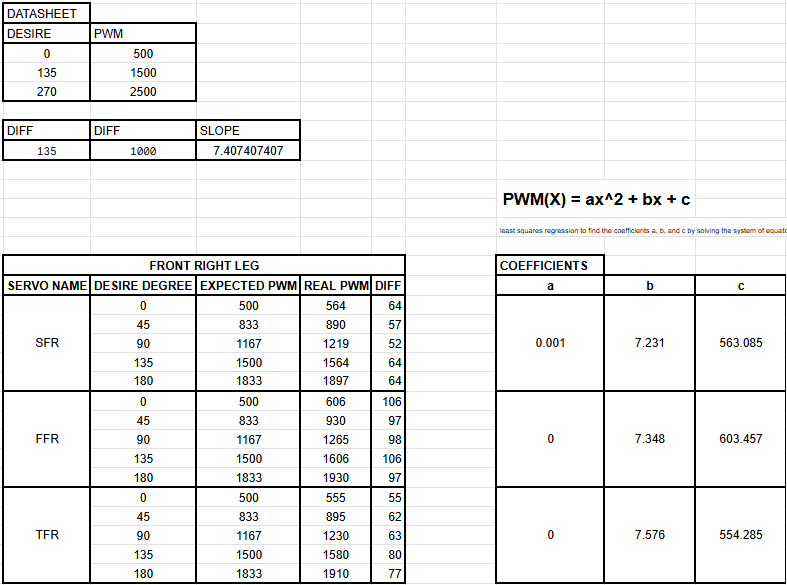 DATASHEET
DESIRE PWM
0 500
135 1500
270 2500
DIFF DIFF SLOPE
135 1000 7.407407407
PWM(X) = ax^2 + bx + c
least squares regression to find the coefficients a, b, and c by solving the system of equatio
FRONT RIGHT LEG COEFFICIENTS
SERVO NAME DESIRE DEGREE EXPECTED PWM REAL PWM DIFF a b c
0 500 564 64
45 833 890 57
SFR 90 1167 1219 52 0.001 7.231 563.085
135 1500 1564 64
180 1833 1897 64
0 500 606 106
45 833 930 97
FFR 90 1167 1265 98 0 7.348 603.457
135 1500 1606 106
180 1833 1930 97
0 500 555 55
45 833 895 62
TFR 90 1167 1230 63 0 7.576 554.285
135 1500 1580 80
180 1833 1910 77